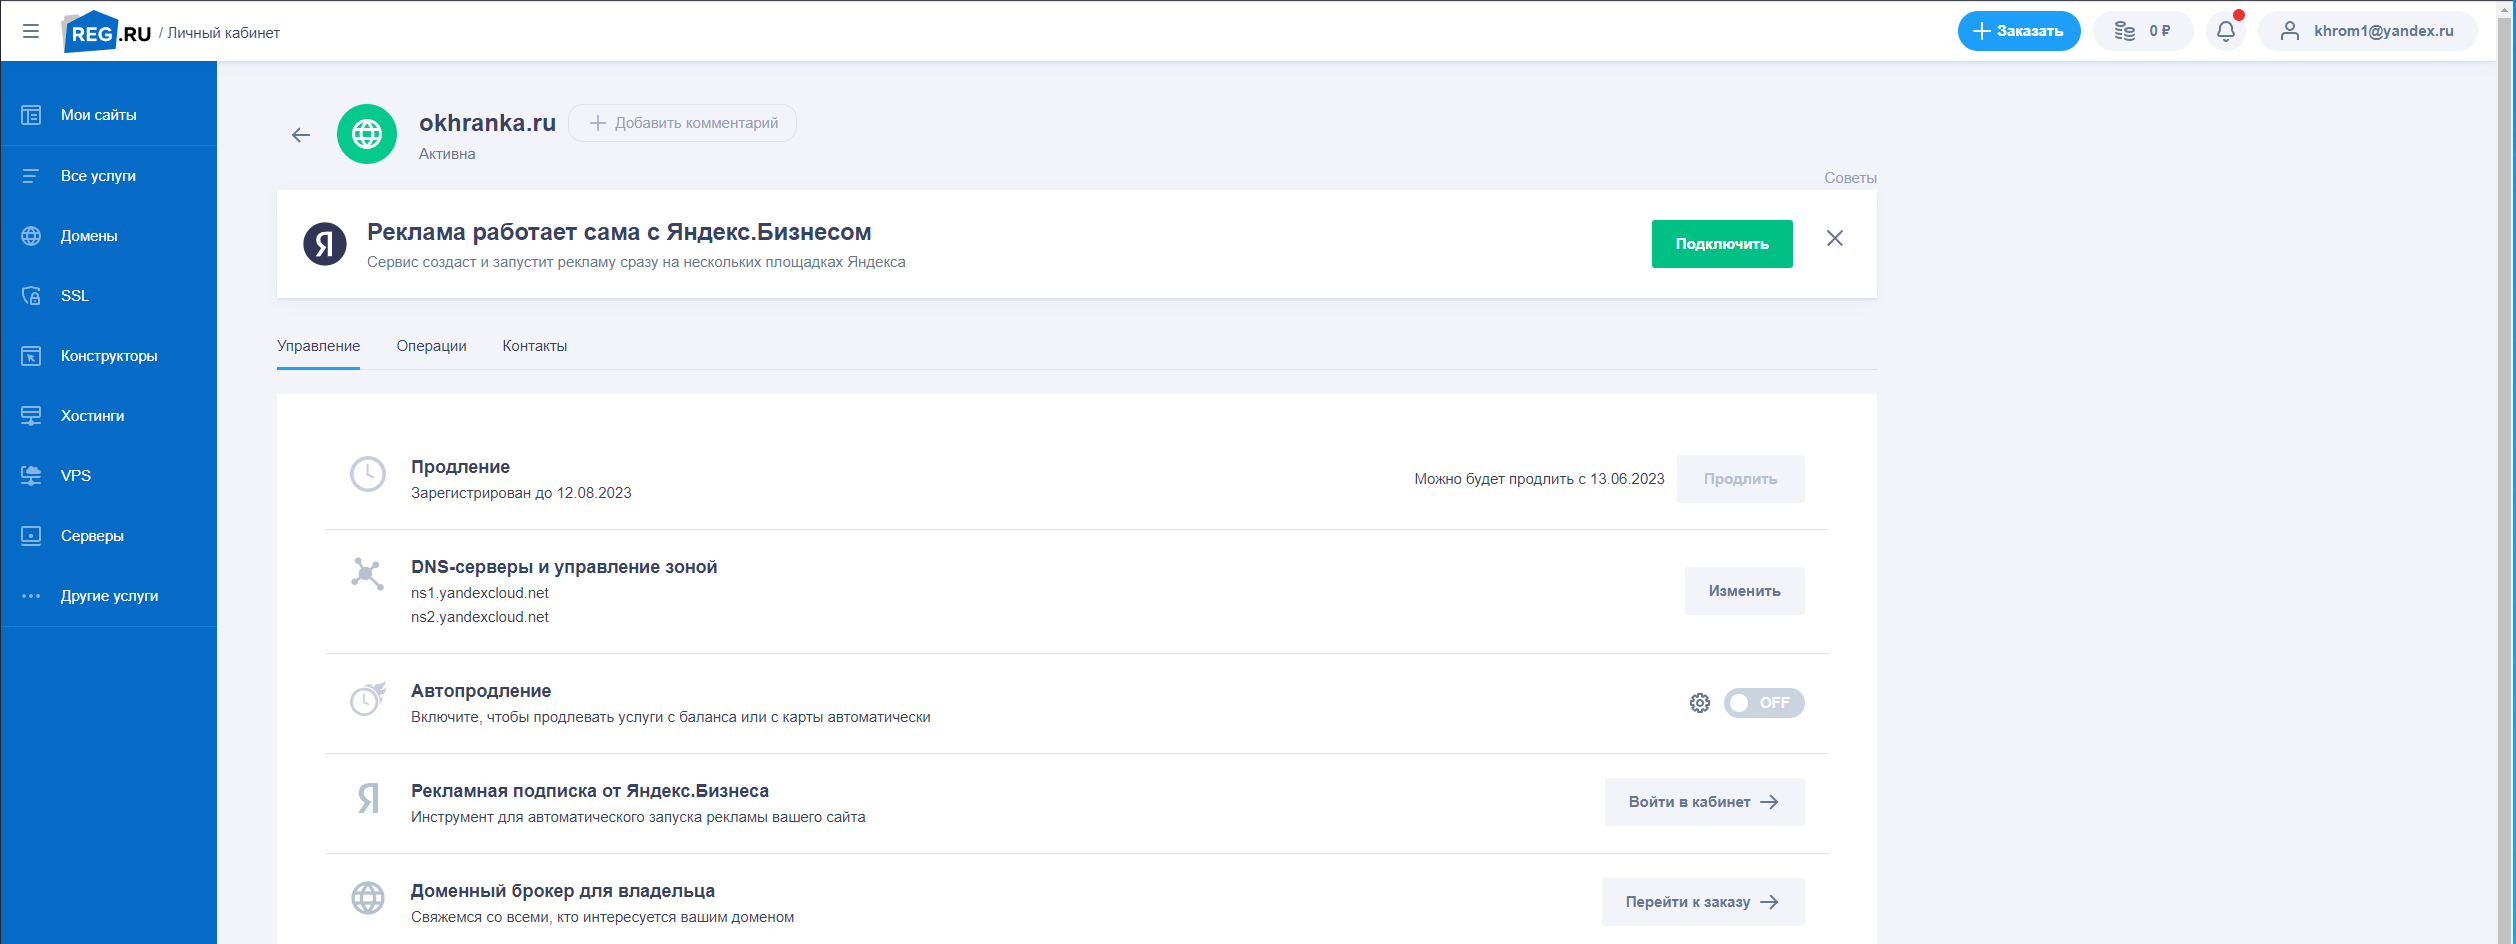 REG.RU / Личный кабинет
Заказать
0 ₽
khrom1@yandex.ru
Мои сайты
Все услуги
Домены
SSL
Конструкторы
Хостинги
VPS
Серверы
Другие услуги
okhranka.ru
Добавить комментарий
Активна
Советы
Я
Реклама работает сама с Яндекс.Бизнесом
Сервис создаст и запустит рекламу сразу на нескольких площадках Яндекса
Подключить
Управление
Операции
Контакты
Продление
Зарегистрирован до 12.08.2023
Можно будет продлить с 13.06.2023
Продлить
DNS-серверы и управление зоной
ns1.yandexcloud.net
ns2.yandexcloud.net
Изменить
Автопродление
Включите, чтобы продлевать услуги с баланса или с карты автоматически
OFF
Я
Рекламная подписка от Яндекс.Бизнеса
Инструмент для автоматического запуска рекламы вашего сайта
Войти в кабинет
Доменный брокер для владельца
Свяжемся со всеми, кто интересуется вашим доменом
Перейти к заказу